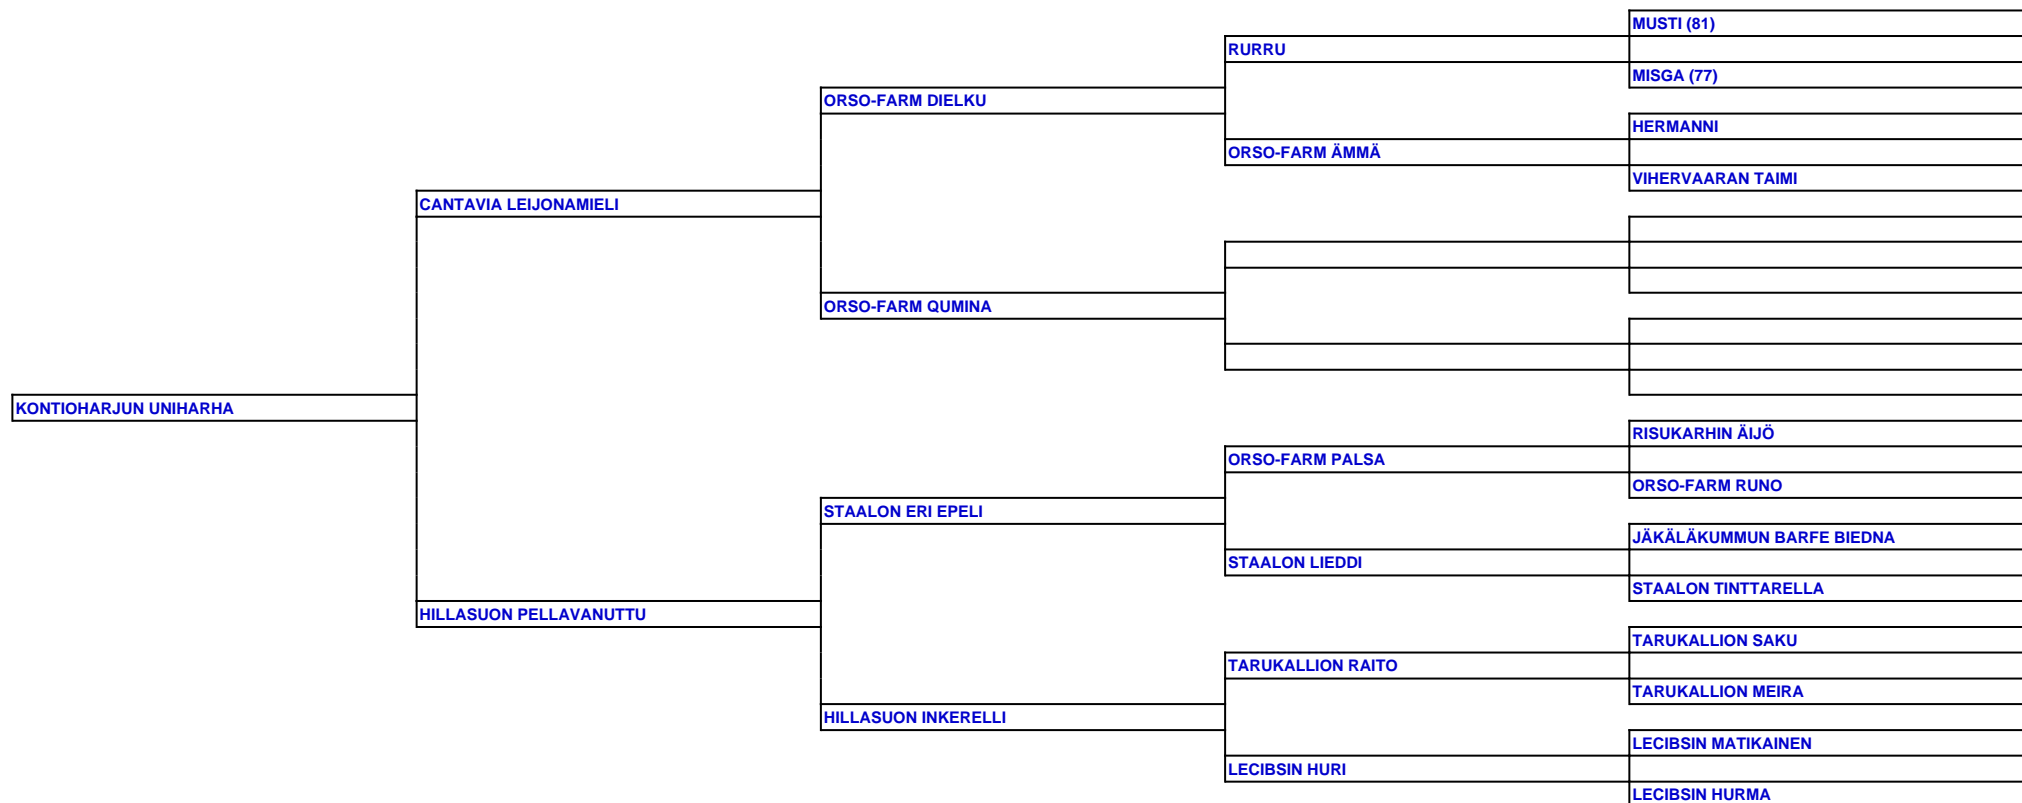 MUSTI (81)
RURRU
MISGA (77)
ORSO-FARM DIELKU
HERMANNI
ORSO-FARM ÄMMÄ
VIHERVAARAN TAIMI
CANTAVIA LEIJONAMIELI
ORSO-FARM QUMINA
KONTIOHARJUN UNIHARHA
RISUKARHIN ÄIJÖ
ORSO-FARM PALSA
ORSO-FARM RUNO
STAALON ERI EPELI
JÄKÄLÄKUMMUN BARFE BIEDNA
STAALON LIEDDI
STAALON TINTTARELLA
HILLASUON PELLAVANUTTU
TARUKALLION SAKU
TARUKALLION RAITO
TARUKALLION MEIRA
HILLASUON INKERELLI
LECIBSIN MATIKAINEN
LECIBSIN HURI
LECIBSIN HURMA